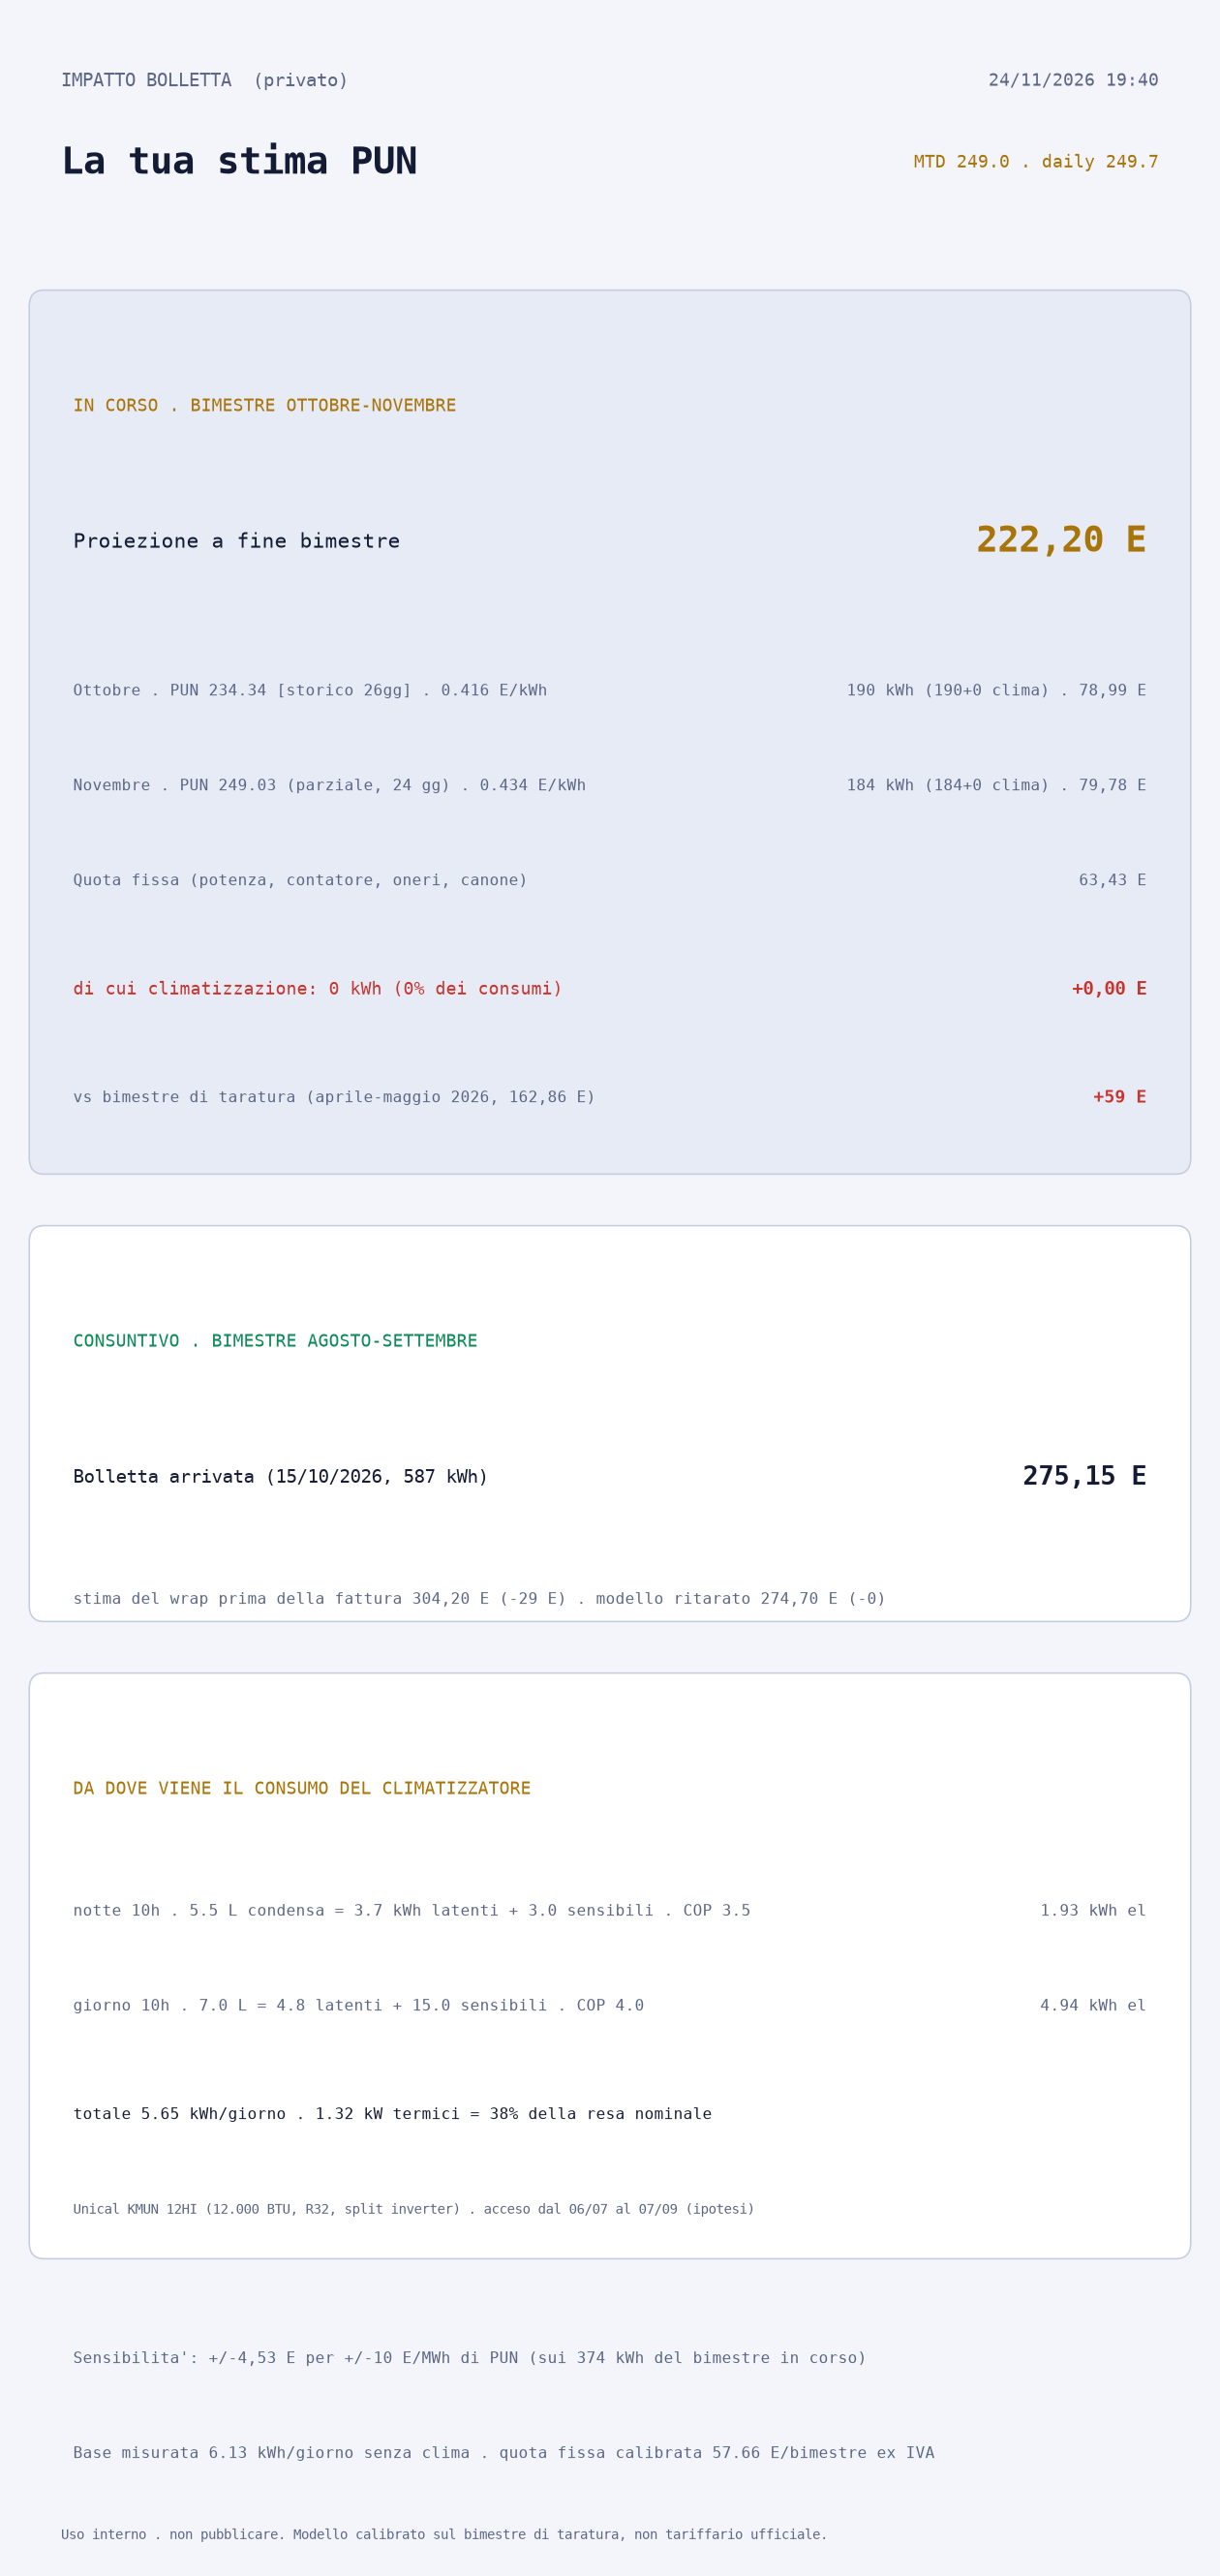 IMPATTO BOLLETTA  (privato)
24/11/2026 19:40
La tua stima PUN
MTD 249.0 . daily 249.7
IN CORSO . BIMESTRE OTTOBRE-NOVEMBRE
Proiezione a fine bimestre
222,20 E
Ottobre . PUN 234.34 [storico 26gg] . 0.416 E/kWh
190 kWh (190+0 clima) . 78,99 E
Novembre . PUN 249.03 (parziale, 24 gg) . 0.434 E/kWh
184 kWh (184+0 clima) . 79,78 E
Quota fissa (potenza, contatore, oneri, canone)
63,43 E
di cui climatizzazione: 0 kWh (0% dei consumi)
+0,00 E
vs bimestre di taratura (aprile-maggio 2026, 162,86 E)
+59 E
CONSUNTIVO . BIMESTRE AGOSTO-SETTEMBRE
Bolletta arrivata (15/10/2026, 587 kWh)
275,15 E
stima del wrap prima della fattura 304,20 E (-29 E) . modello ritarato 274,70 E (-0)
DA DOVE VIENE IL CONSUMO DEL CLIMATIZZATORE
notte 10h . 5.5 L condensa = 3.7 kWh latenti + 3.0 sensibili . COP 3.5
1.93 kWh el
giorno 10h . 7.0 L = 4.8 latenti + 15.0 sensibili . COP 4.0
4.94 kWh el
totale 5.65 kWh/giorno . 1.32 kW termici = 38% della resa nominale
Unical KMUN 12HI (12.000 BTU, R32, split inverter) . acceso dal 06/07 al 07/09 (ipotesi)
Sensibilita': +/-4,53 E per +/-10 E/MWh di PUN (sui 374 kWh del bimestre in corso)
Base misurata 6.13 kWh/giorno senza clima . quota fissa calibrata 57.66 E/bimestre ex IVA
Uso interno . non pubblicare. Modello calibrato sul bimestre di taratura, non tariffario ufficiale.